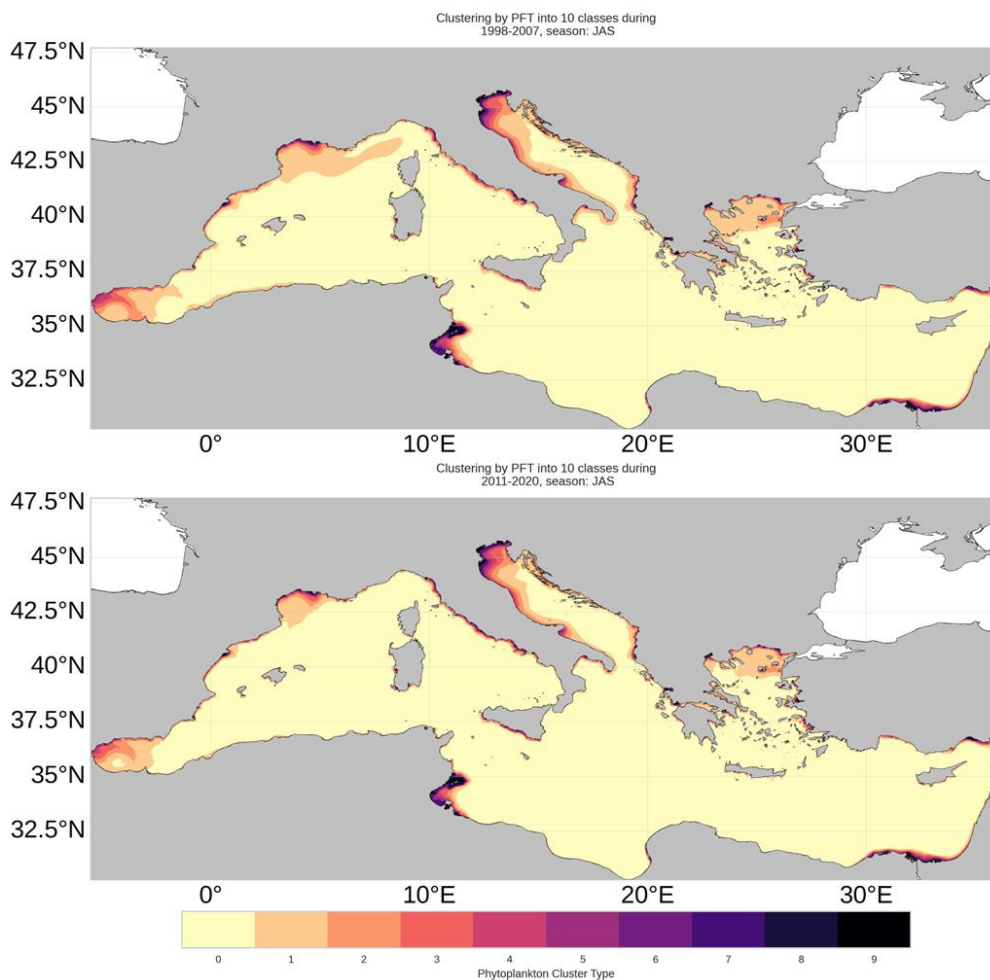 Clustering by PFT into 10 classes during
1998-2007, season: JAS
47.5°N
45°N
42.5°N
40°N
37.5°N
35°N
32.5°N
0° 10°E 20°E 30°E
Clustering by PFT into 10 classes during
2011-2020, season: JAS
47.5°N
45°N
42.5°N
40°N
37.5°N
35°N
32.5°N
0° 10°E 20°E 30°E
0 1 2 3 4 5 6 7 8 9
Phytoplankton Cluster Type